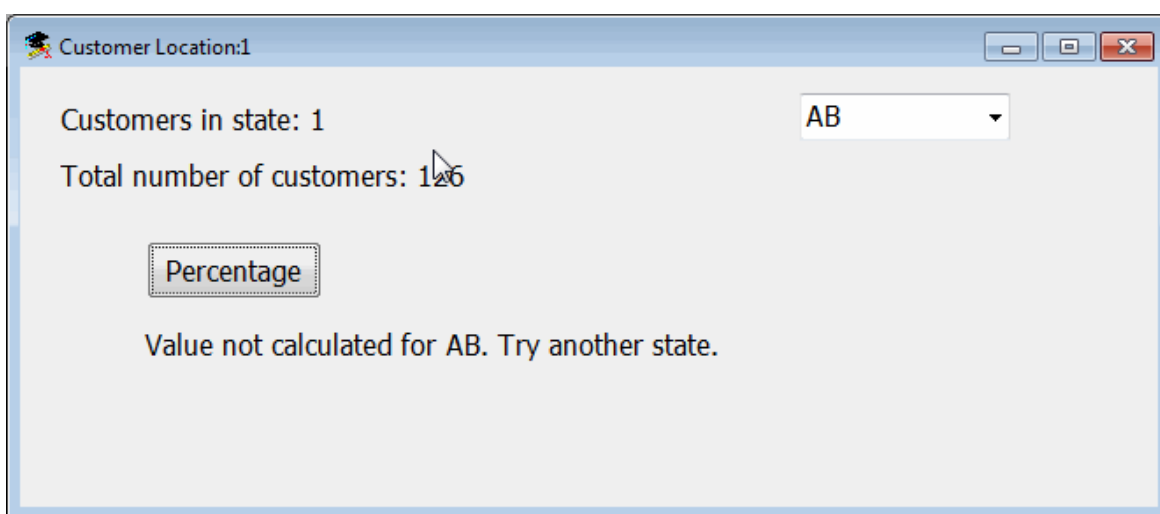 Customer Location:1
Customers in state: 1
AB
Total number of customers: 126
Percentage
Value not calculated for AB. Try another state.